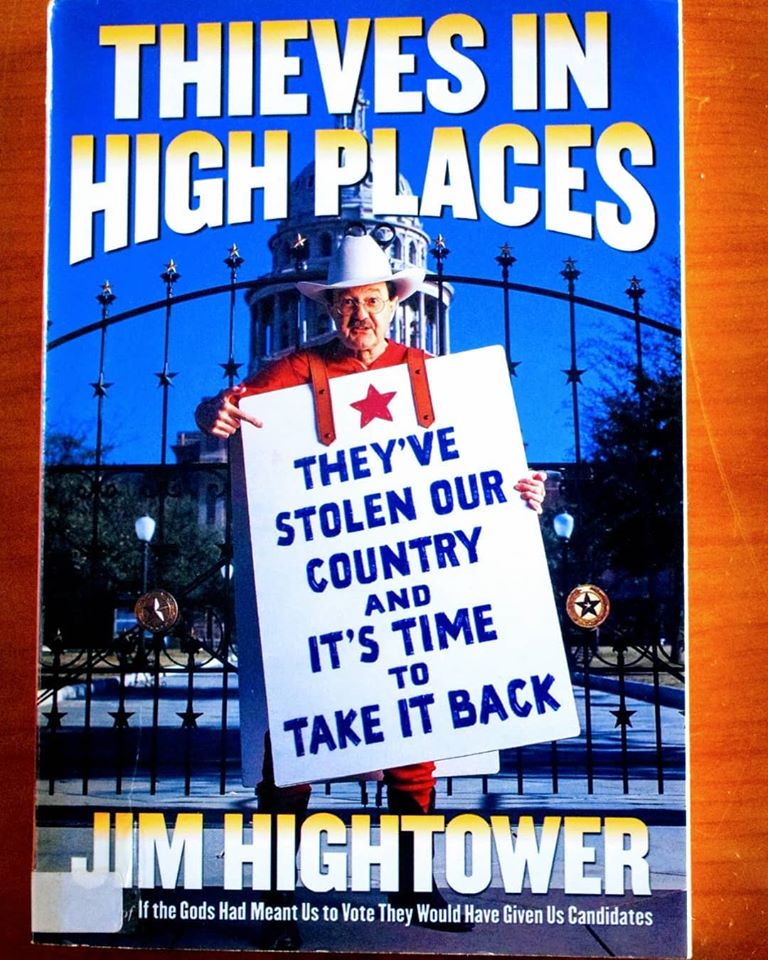 THIEVES IN
HIGH PLACES
THEY'VE
STOLEN OUR
COUNTRY
AND
IT'S TIME
TO
TAKE IT BACK
JIM HIGHTOWER
of If the Gods Had Meant Us to Vote They Would Have Given Us Candidates